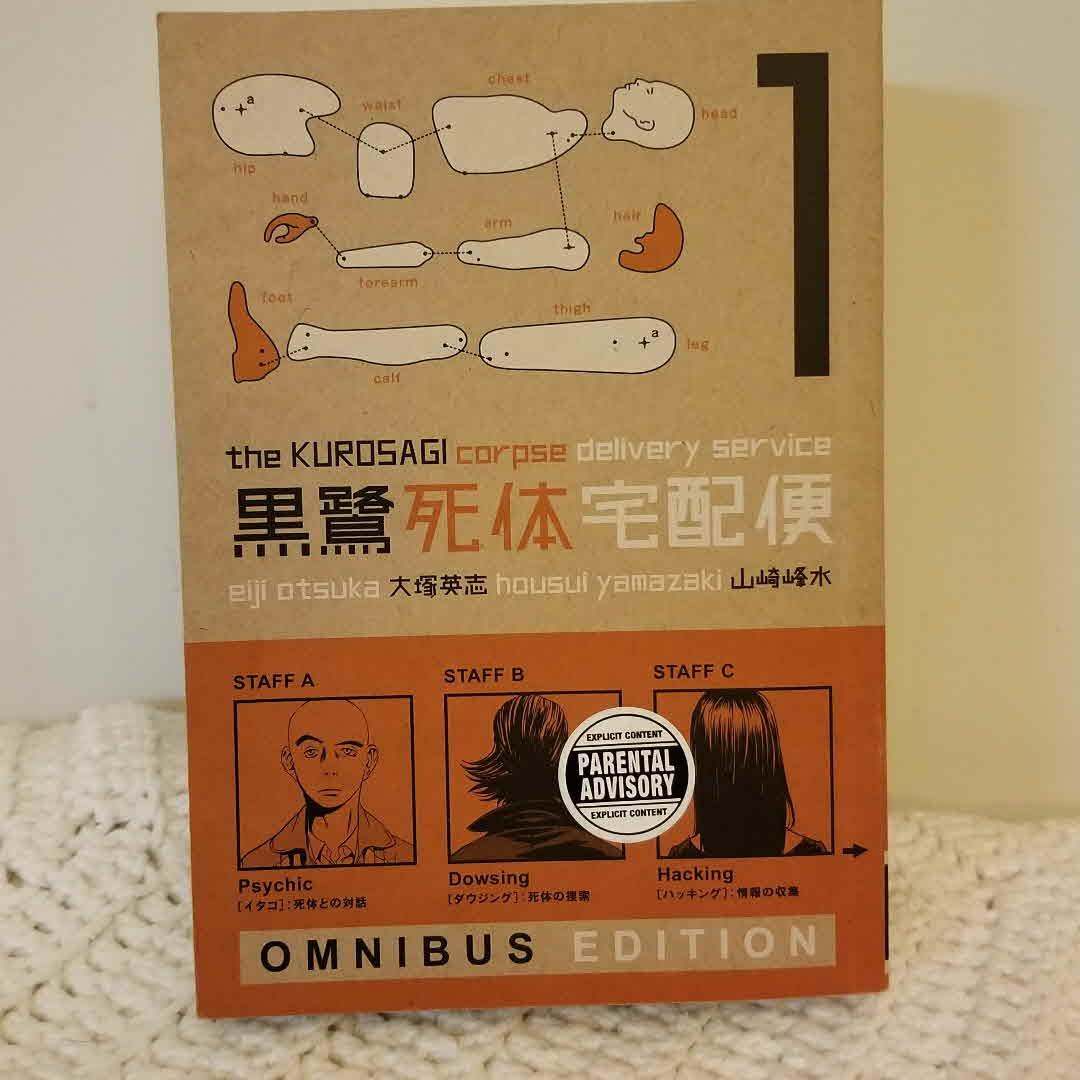 1
chest
a
waist
head
hip
hand
arm
hair
forearm
foot
thigh
a
leg
calf
the KUROSAGI corpse delivery service
黒鷺死体宅配便
eiji otsuka 大塚英志 housui yamazaki 山崎峰水
STAFF A
STAFF B
STAFF C
EXPLICIT CONTENT
PARENTAL
ADVISORY
EXPLICIT CONTENT
Psychic
[イタコ]:死体との対話
Dowsing
[ダウジング]:死体の捜索
Hacking
[ハッキング]:情報の収集
OMNIBUS EDITION